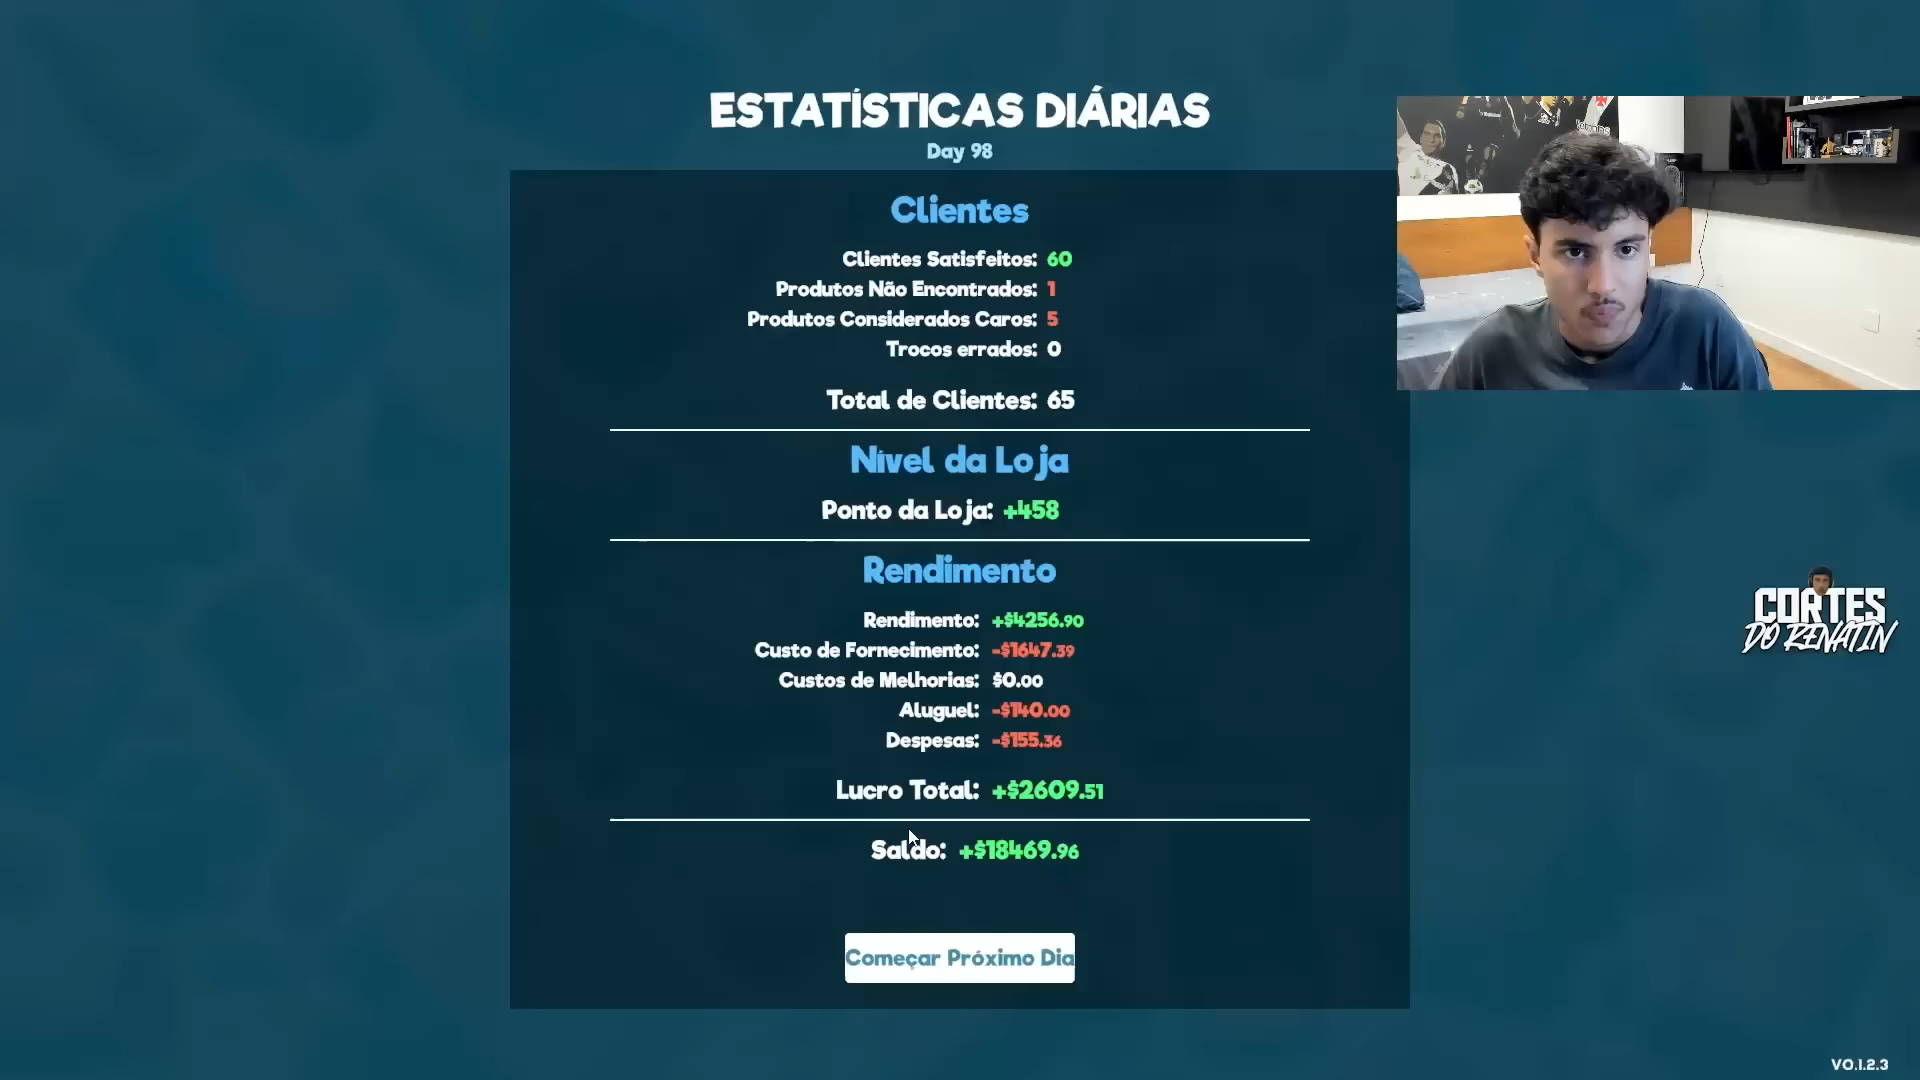 ESTATÍSTICAS DIÁRIAS
Day 98
Clientes
Clientes Satisfeitos: 60
Produtos Não Encontrados: 1
Produtos Considerados Caros: 5
Trocos errados: 0
Total de Clientes: 65
Nível da Loja
Ponto da Loja: +458
Rendimento
Rendimento: +$4256.90
Custo de Fornecimento: -$1647.39
Custos de Melhorias: $0.00
Aluguel: -$140.00
Despesas: -$155.36
Lucro Total: +$2609.51
Saldo: +$18469.96
Começar Próximo Dia
CORTES
DO RENATIN
V0.1.2.3